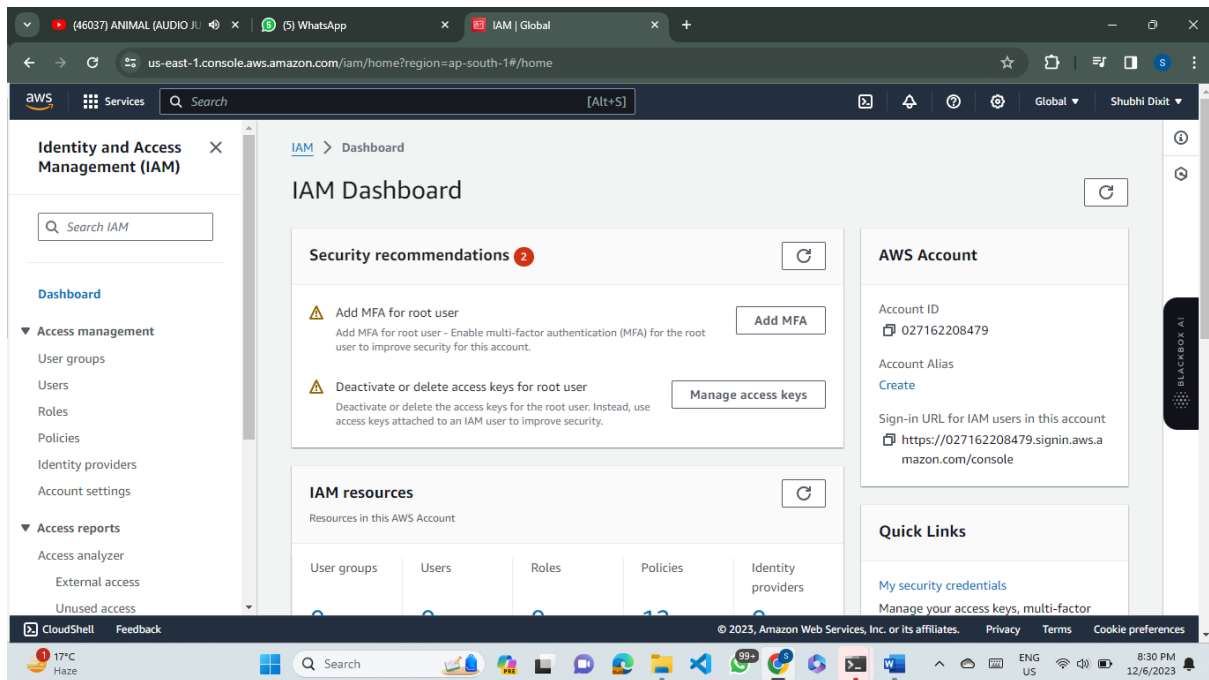 (46037) ANIMAL (AUDIO JU
(5) WhatsApp
IAM | Global
us-east-1.console.aws.amazon.com/iam/home?region=ap-south-1#/home
S
aws
Services
Search
[Alt+S]
Global
Shubhi Dixit
Identity and Access
Management (IAM)
Search IAM
Dashboard
Access management
User groups
Users
Roles
Policies
Identity providers
Account settings
Access reports
Access analyzer
External access
Unused access
IAM > Dashboard
IAM Dashboard
Security recommendations 2
Add MFA for root user
Add MFA for root user - Enable multi-factor authentication (MFA) for the root
user to improve security for this account.
Add MFA
Deactivate or delete access keys for root user
Deactivate or delete the access keys for the root user. Instead, use
access keys attached to an IAM user to improve security.
Manage access keys
IAM resources
Resources in this AWS Account
User groups
Users
Roles
Policies
Identity
providers
AWS Account
Account ID
027162208479
Account Alias
Create
Sign-in URL for IAM users in this account
https://027162208479.signin.aws.a
mazon.com/console
Quick Links
My security credentials
Manage your access keys, multi-factor
BLACKBOX AI
CloudShell
Feedback
© 2023, Amazon Web Services, Inc. or its affiliates.
Privacy
Terms
Cookie preferences
1
17°C
Haze
Search
PRE
99+
S
ENG
US
8:30 PM
12/6/2023